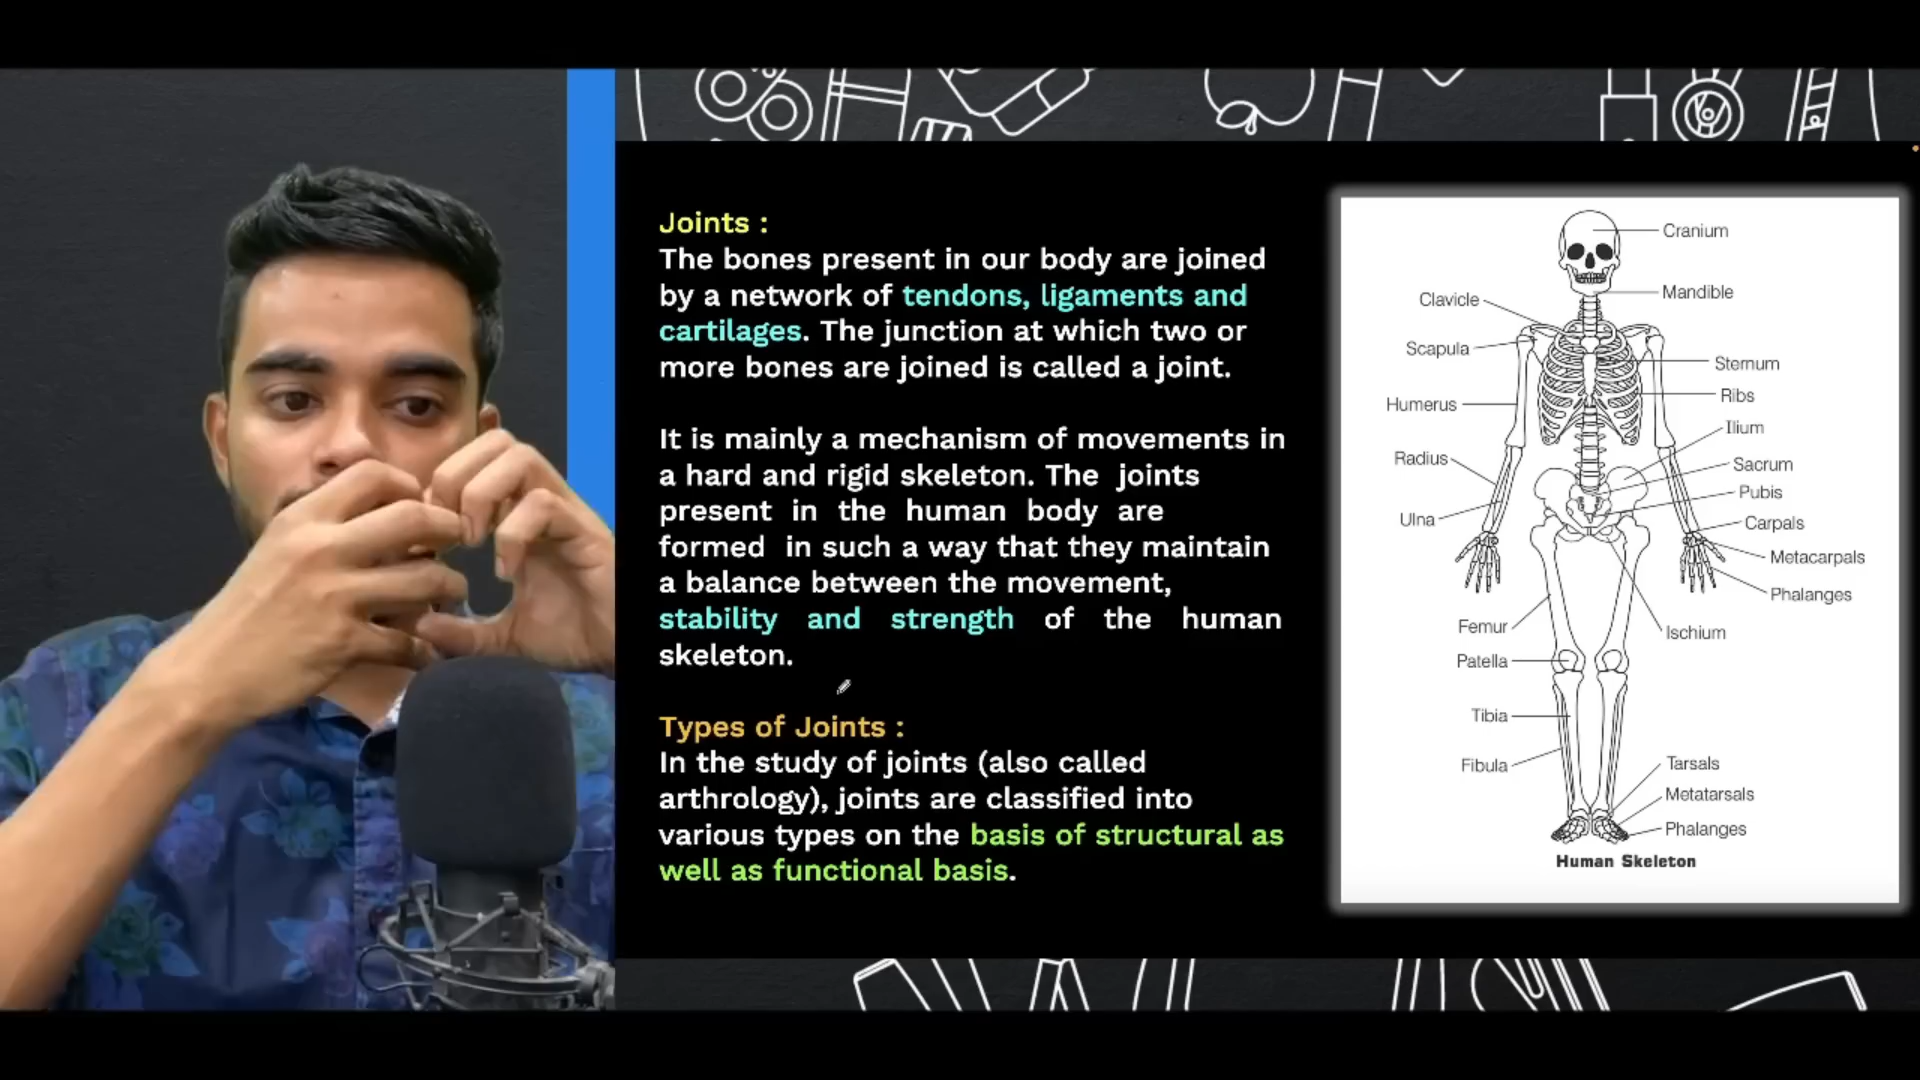 Joints :
The bones present in our body are joined
by a network of tendons, ligaments and
cartilages. The junction at which two or
more bones are joined is called a joint.
It is mainly a mechanism of movements in
a hard and rigid skeleton. The joints
present in the human body are
formed in such a way that they maintain
a balance between the movement,
stability and strength of the human
skeleton.
Types of Joints :
In the study of joints (also called
arthrology), joints are classified into
various types on the basis of structural as
well as functional basis.
Cranium
Mandible
Clavicle
Scapula
Sternum
Ribs
Humerus
Ilium
Radius
Sacrum
Pubis
Ulna
Carpals
Metacarpals
Phalanges
Femur
Ischium
Patella
Tibia
Fibula
Tarsals
Metatarsals
Phalanges
Human Skeleton